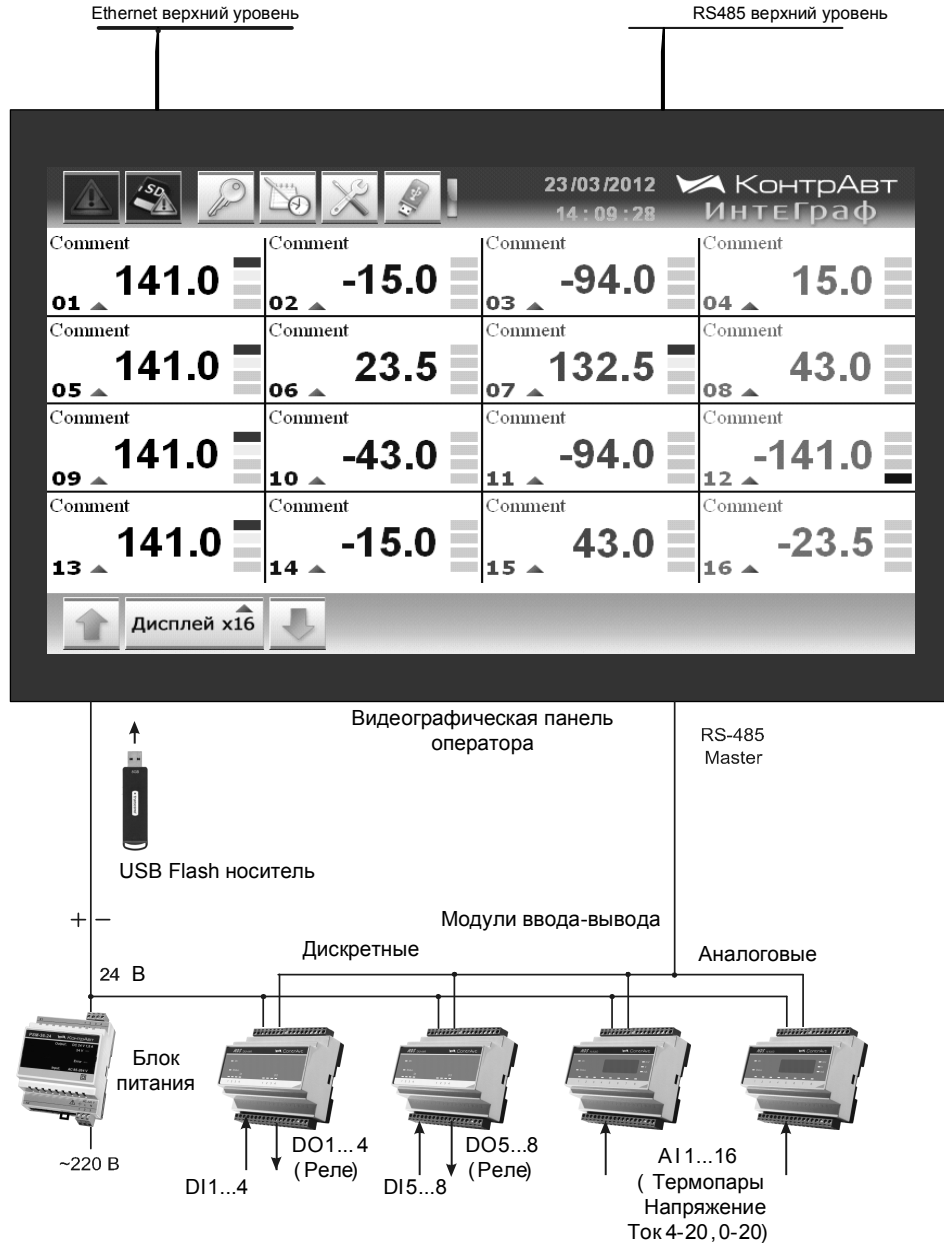 Ethernet верхний уровень
RS485 верхний уровень
SD
23/03/2012
14:09:28
КонтрАвт
ИнтеГраф
Comment
141.0
01
Comment
-15.0
02
Comment
-94.0
03
Comment
15.0
04
Comment
141.0
05
Comment
23.5
06
Comment
132.5
07
Comment
43.0
08
Comment
141.0
09
Comment
-43.0
10
Comment
-94.0
11
Comment
-141.0
12
Comment
141.0
13
Comment
-15.0
14
Comment
43.0
15
Comment
-23.5
16
Дисплей x16
Видеографическая панель
оператора
RS-485
Master
USB Flash носитель
+ −
Модули ввода-вывода
Дискретные
Аналоговые
24 В
КонтрАвт
Блок
питания
~220 В
DI1...4
DO1...4
(Реле)
DI5...8
DO5...8
(Реле)
AI1...16
( Термопары
Напряжение
Ток 4-20,0-20)